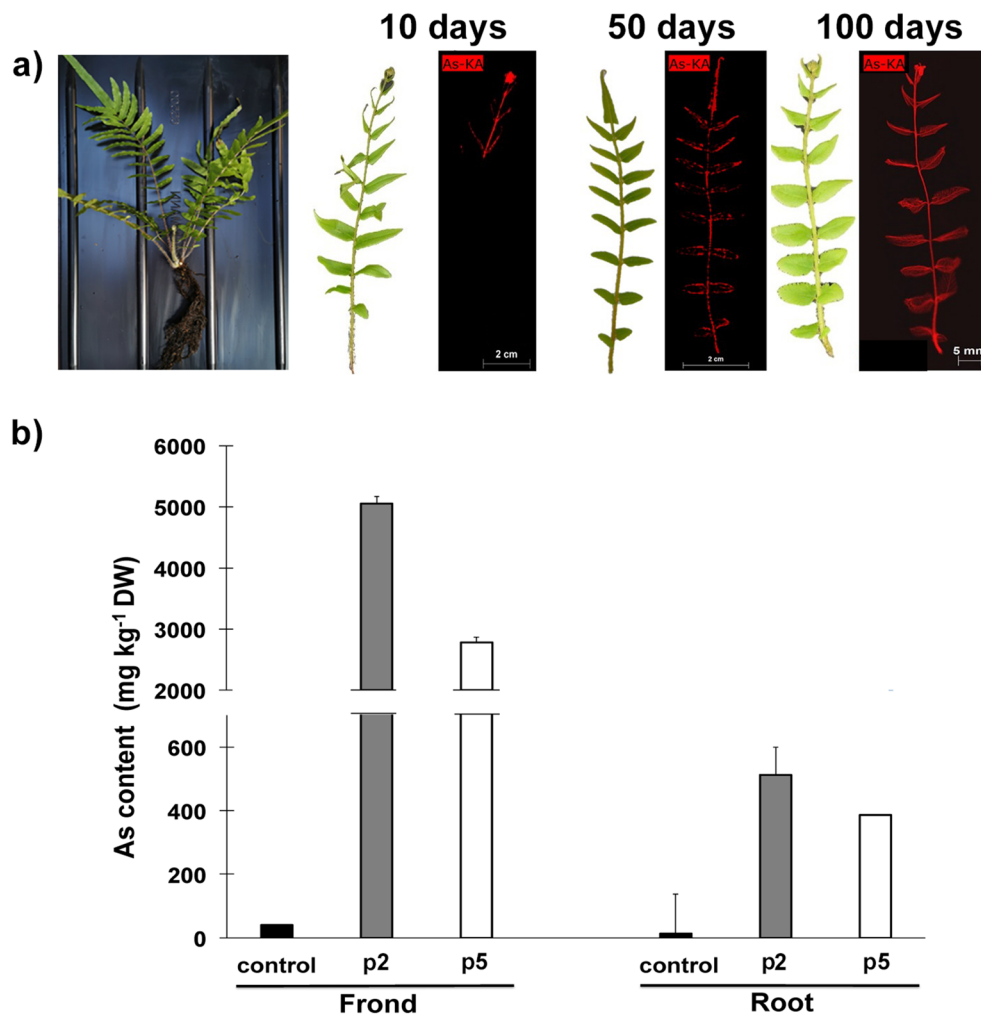 10 days
50 days
100 days
a)
As-KA
As-KA
As-KA
2 cm
2 cm
5 mm
b)
As content (mg kg-1 DW)
6000
5000
4000
3000
2000
600
400
200
0
control
p2
p5
control
p2
p5
Frond
Root